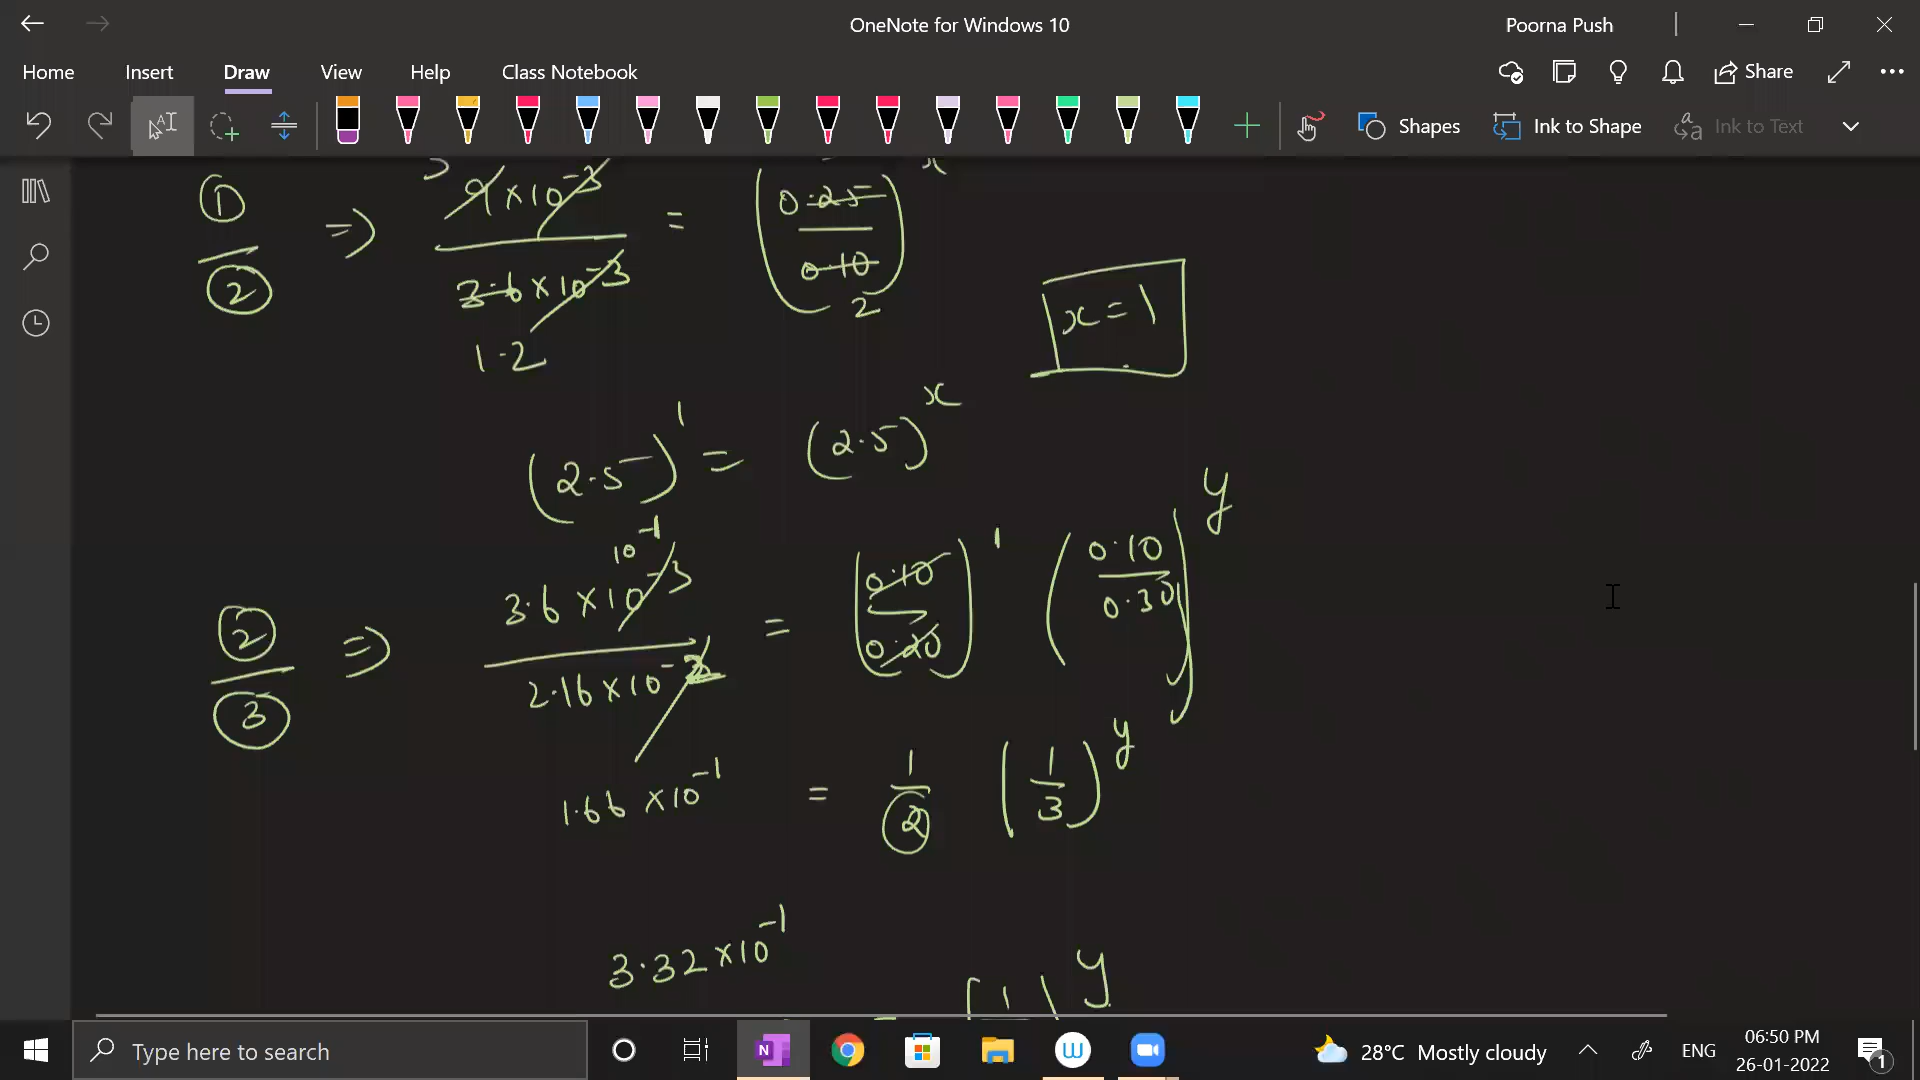 OneNote for Windows 10
Poorna Push
Home Insert Draw View Help Class Notebook
Share
Shapes Ink to Shape Ink to Text
① / ② => 9×10^-3 / 3.6×10^-3 = (0.25 / 0.10)^x
2
1.2
x=1
(2.5)^1 = (2.5)^x
10^-1
② / ③ => 3.6×10^-3 / 2.16×10^-2 = (0.10 / 0.20)^1 (0.10 / 0.30)^y
1.66×10^-1 = 1/2 (1/3)^y
3.32×10^-1
= (1)^y
Type here to search
28°C Mostly cloudy
ENG
06:50 PM
26-01-2022
1